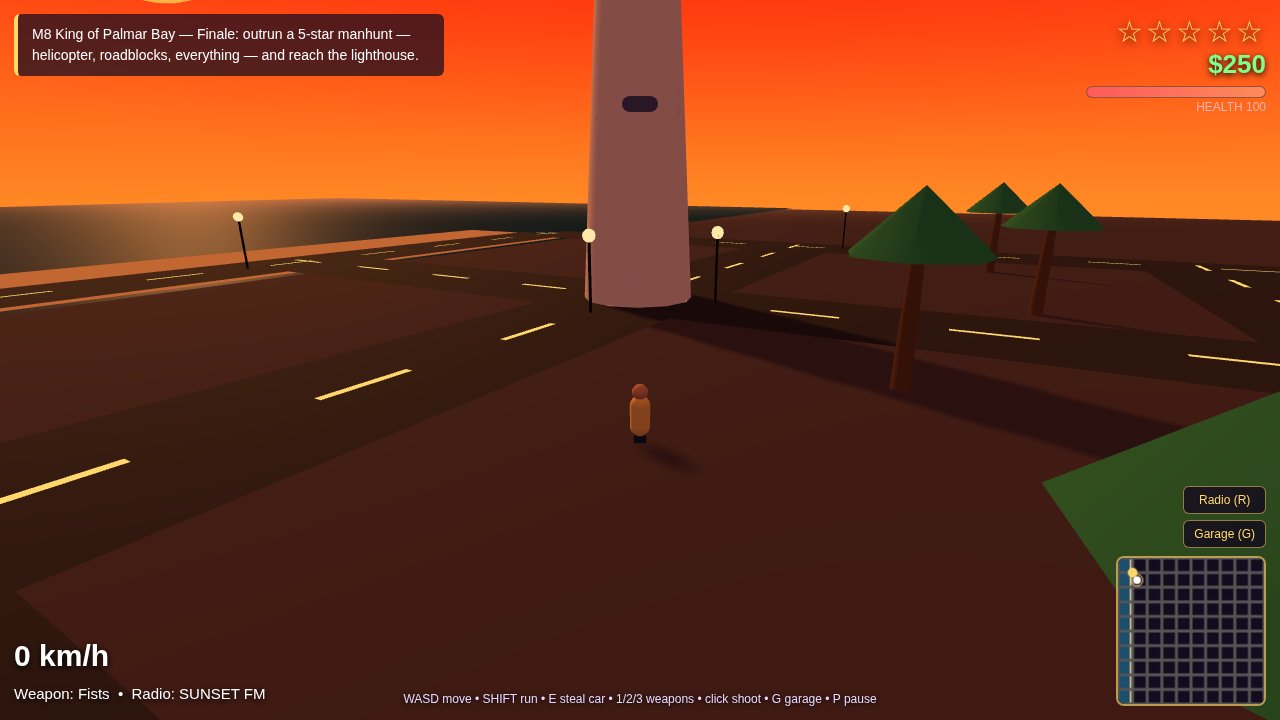 M8 King of Palmar Bay — Finale: outrun a 5-star manhunt —
helicopter, roadblocks, everything — and reach the lighthouse.
☆☆☆☆☆
$250
HEALTH 100
Radio (R)
Garage (G)
0 km/h
Weapon: Fists • Radio: SUNSET FM
WASD move • SHIFT run • E steal car • 1/2/3 weapons • click shoot • G garage • P pause